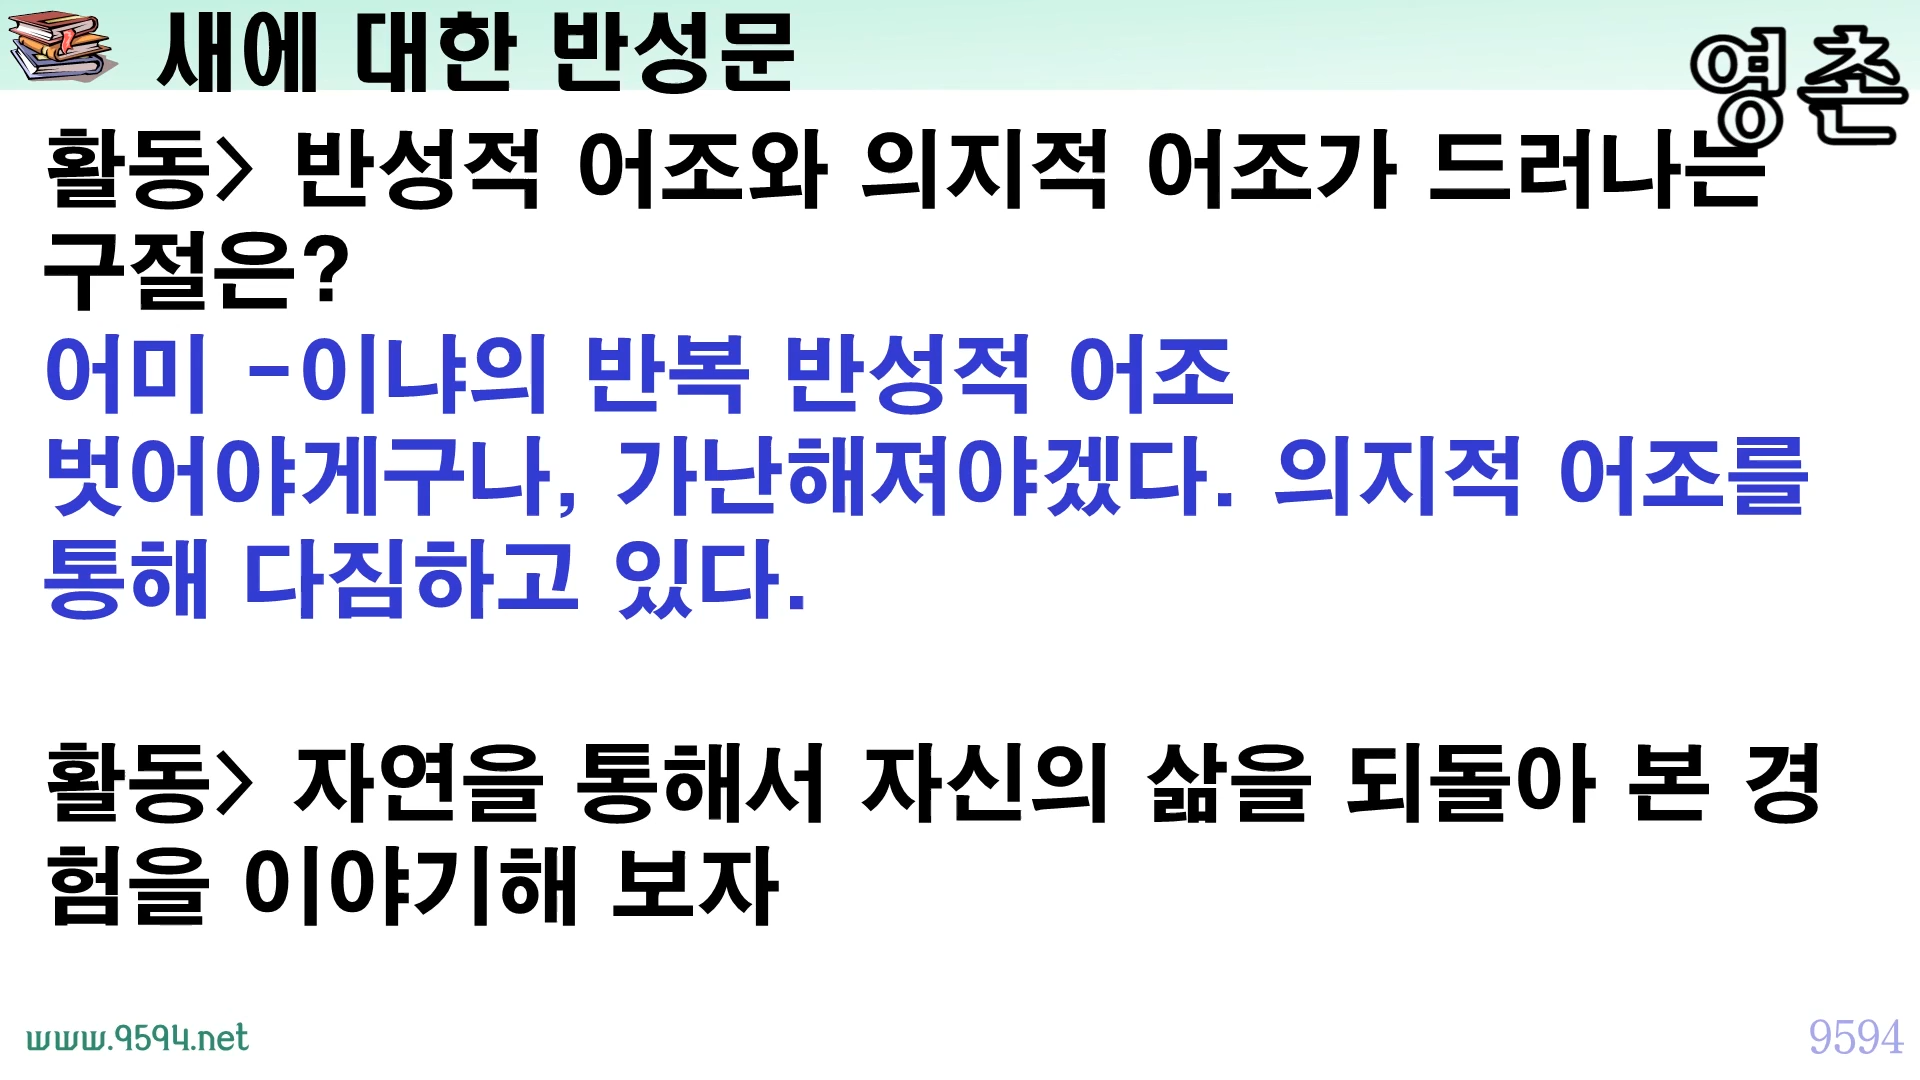 새에 대한 반성문
영촌
활동> 반성적 어조와 의지적 어조가 드러나는
구절은?
어미 -이냐의 반복 반성적 어조
벗어야게구나, 가난해져야겠다. 의지적 어조를
통해 다짐하고 있다.
활동> 자연을 통해서 자신의 삶을 되돌아 본 경
험을 이야기해 보자
www.9594.net
9594